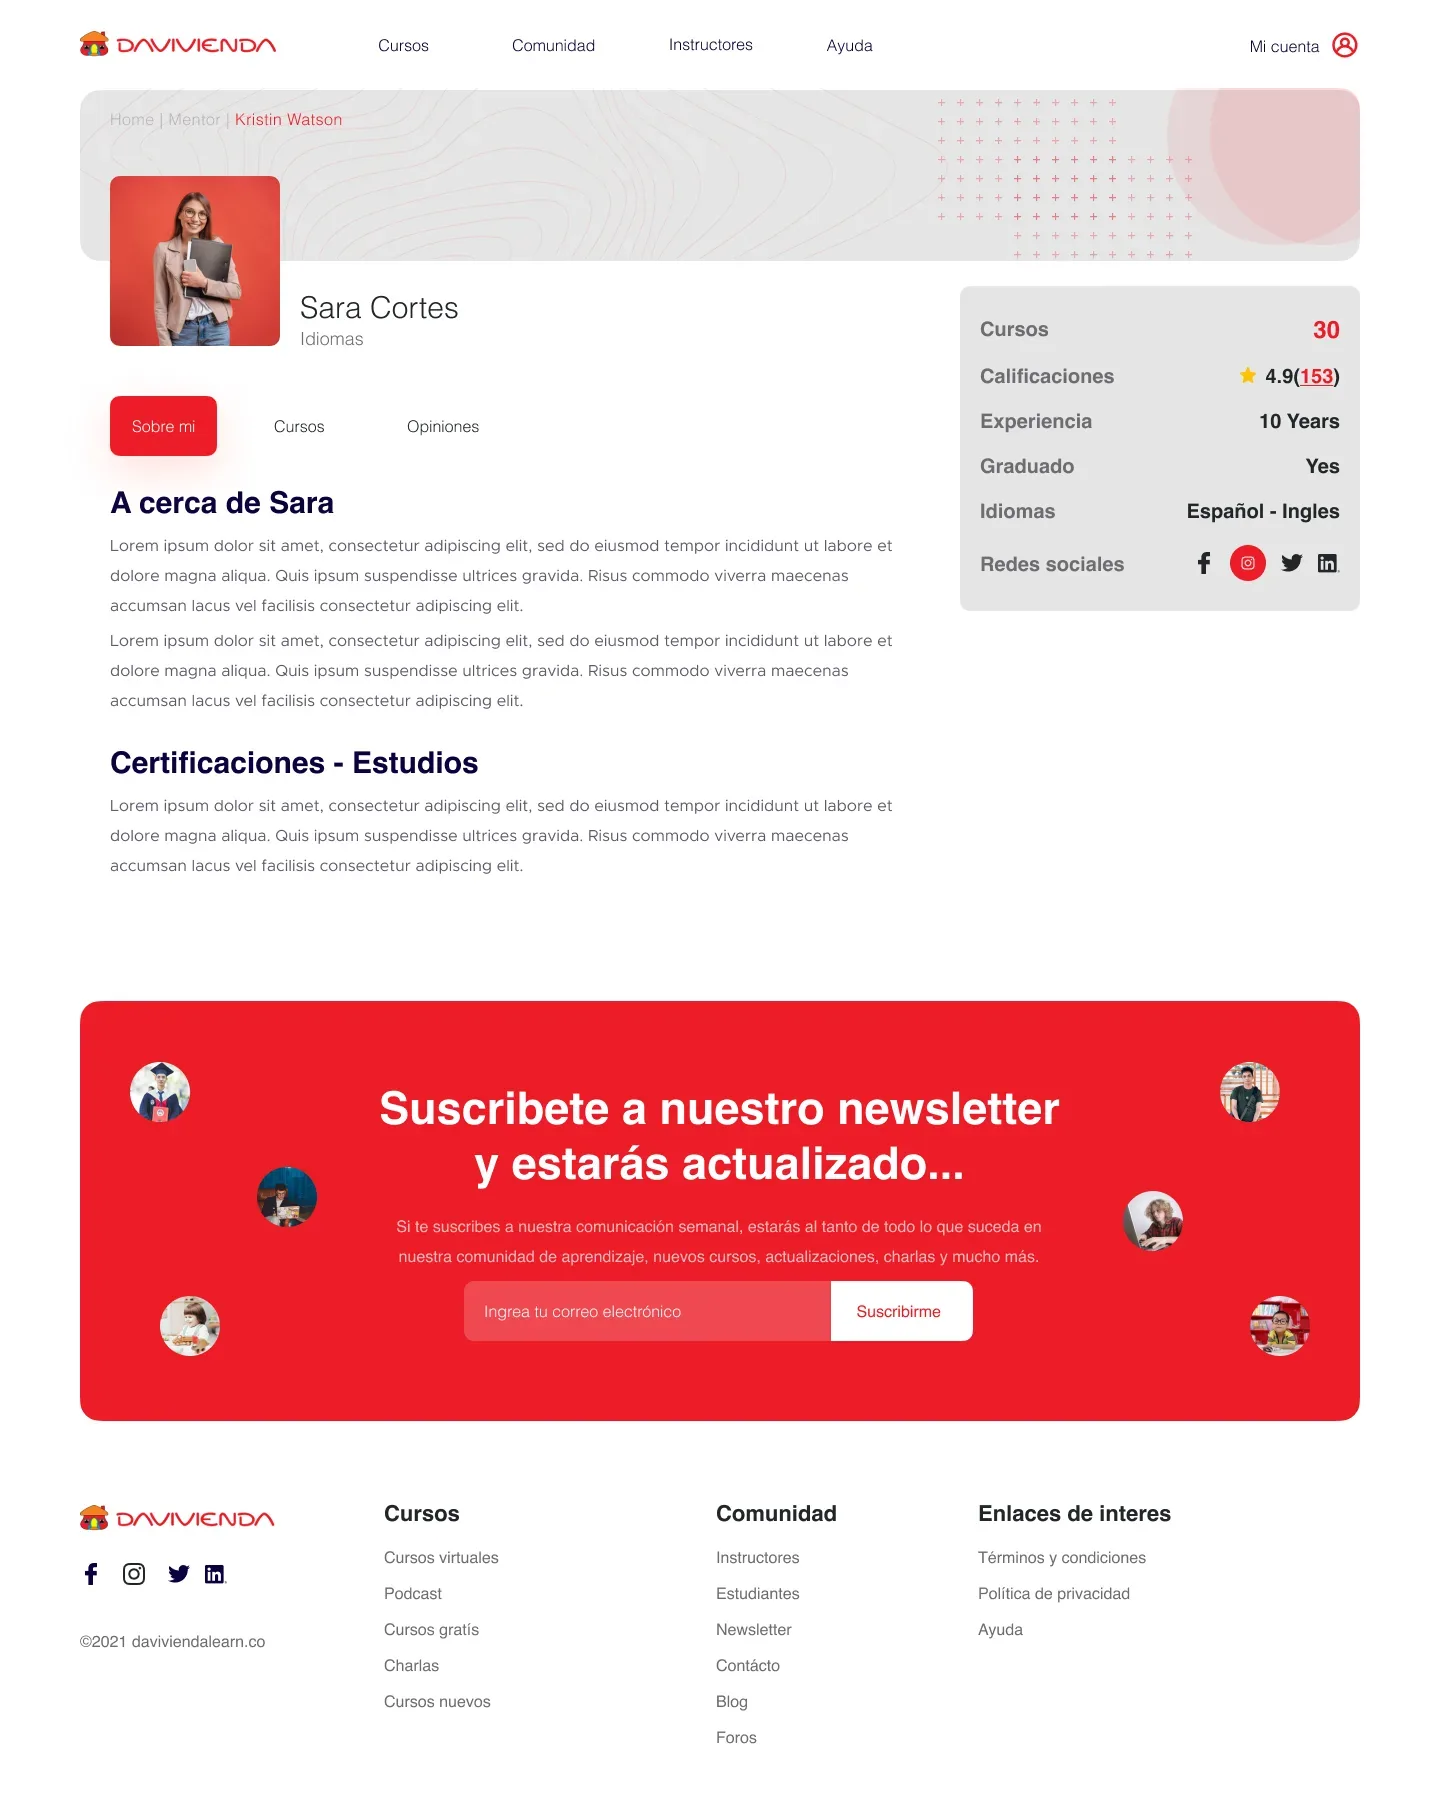 DAVIVIENDA
Cursos
Comunidad
Instructores
Ayuda
Mi cuenta
Home | Mentor | Kristin Watson
Sara Cortes
Idiomas
Sobre mi
Cursos
Opiniones
A cerca de Sara
Lorem ipsum dolor sit amet, consectetur adipiscing elit, sed do eiusmod tempor incididunt ut labore et
dolore magna aliqua. Quis ipsum suspendisse ultrices gravida. Risus commodo viverra maecenas
accumsan lacus vel facilisis consectetur adipiscing elit.
Lorem ipsum dolor sit amet, consectetur adipiscing elit, sed do eiusmod tempor incididunt ut labore et
dolore magna aliqua. Quis ipsum suspendisse ultrices gravida. Risus commodo viverra maecenas
accumsan lacus vel facilisis consectetur adipiscing elit.
Certificaciones - Estudios
Lorem ipsum dolor sit amet, consectetur adipiscing elit, sed do eiusmod tempor incididunt ut labore et
dolore magna aliqua. Quis ipsum suspendisse ultrices gravida. Risus commodo viverra maecenas
accumsan lacus vel facilisis consectetur adipiscing elit.
Cursos 30
Calificaciones 4.9(153)
Experiencia 10 Years
Graduado Yes
Idiomas Español - Ingles
Redes sociales
Suscribete a nuestro newsletter
y estarás actualizado...
Si te suscribes a nuestra comunicación semanal, estarás al tanto de todo lo que suceda en
nuestra comunidad de aprendizaje, nuevos cursos, actualizaciones, charlas y mucho más.
Ingrea tu correo electrónico
Suscribirme
DAVIVIENDA
©2021 daviviendalearn.co
Cursos
Cursos virtuales
Podcast
Cursos gratís
Charlas
Cursos nuevos
Comunidad
Instructores
Estudiantes
Newsletter
Contácto
Blog
Foros
Enlaces de interes
Términos y condiciones
Política de privacidad
Ayuda